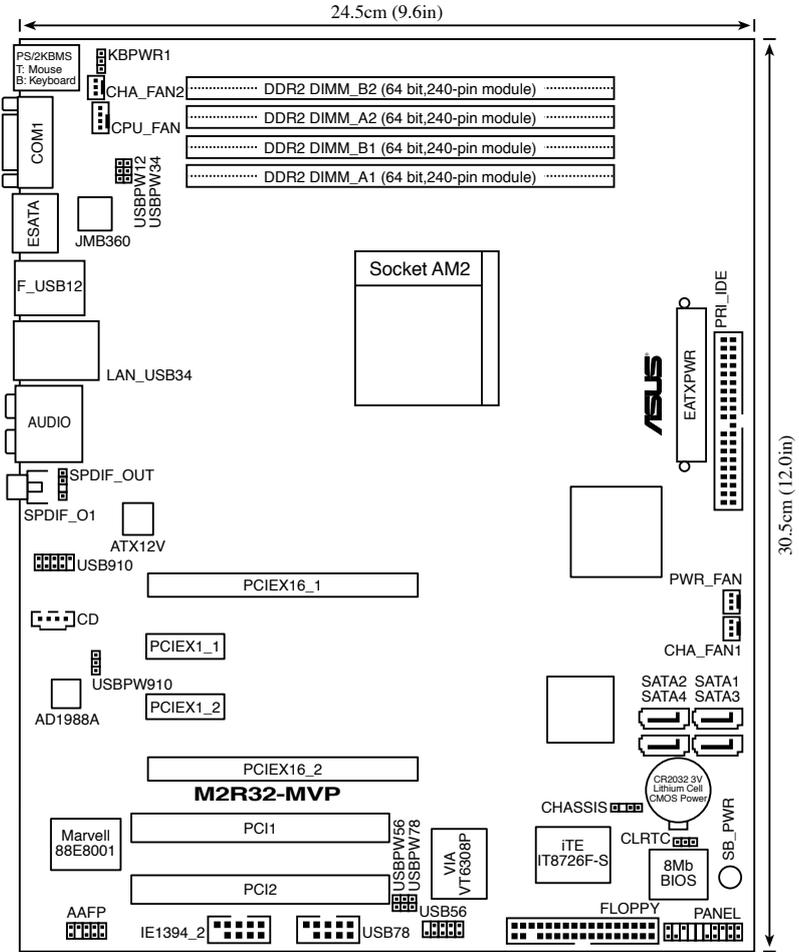 24.5cm (9.6in)
PS/2KBMS
T: Mouse
B: Keyboard
KBPWR1
CHA_FAN2
CPU_FAN
DDR2 DIMM_B2 (64 bit,240-pin module)
DDR2 DIMM_A2 (64 bit,240-pin module)
DDR2 DIMM_B1 (64 bit,240-pin module)
DDR2 DIMM_A1 (64 bit,240-pin module)
COM1
USBPW12
USBPW34
ESATA
JMB360
F_USB12
Socket AM2
PRI_IDE
EATXPWR
ASUS
LAN_USB34
AUDIO
30.5cm (12.0in)
SPDIF_OUT
SPDIF_O1
ATX12V
USB910
PCIEX16_1
PWR_FAN
CD
PCIEX1_1
CHA_FAN1
USBPW910
AD1988A
PCIEX1_2
SATA2 SATA1
SATA4 SATA3
PCIEX16_2
M2R32-MVP
CR2032 3V
Lithium Cell
CMOS Power
CHASSIS
PCI1
Marvell
88E8001
USBPW56
USBPW78
VIA
VT6308P
iTE
IT8726F-S
CLRTC
SB_PWR
8Mb
BIOS
PCI2
AAFP
IE1394_2
USB78
USB56
FLOPPY
PANEL